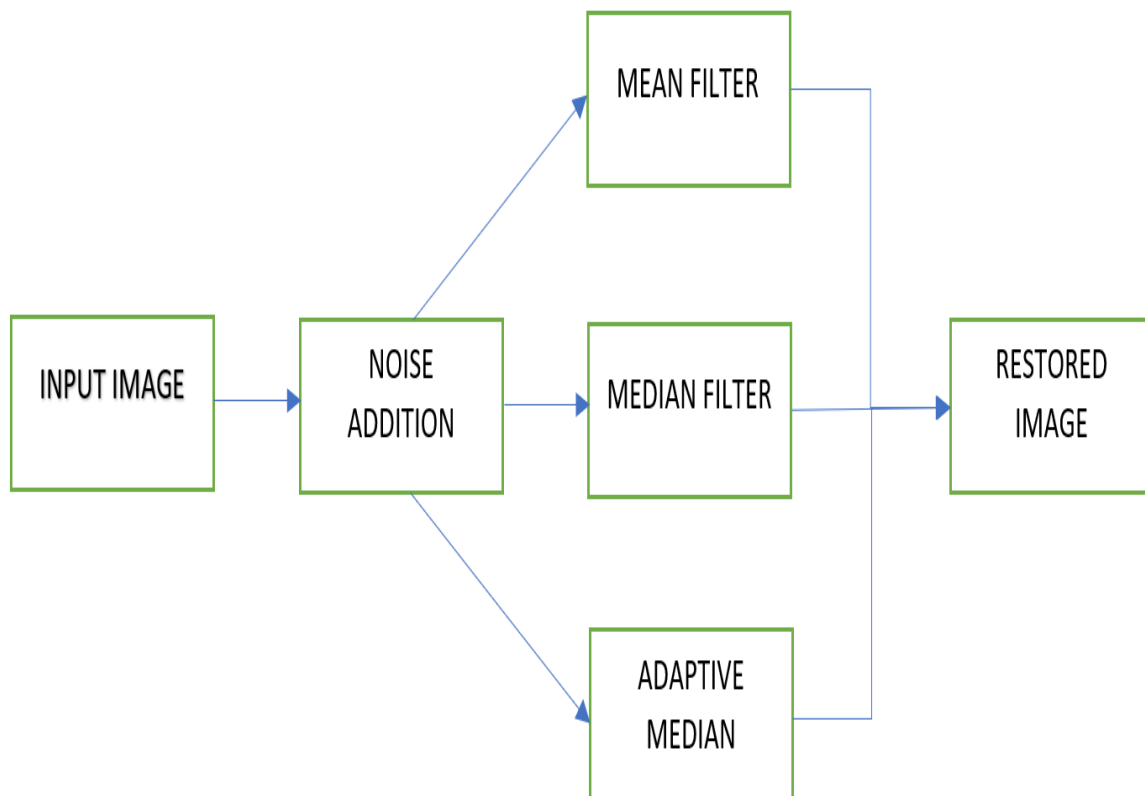 MEAN FILTER
INPUT IMAGE
NOISE
ADDITION
MEDIAN FILTER
RESTORED
IMAGE
ADAPTIVE
MEDIAN